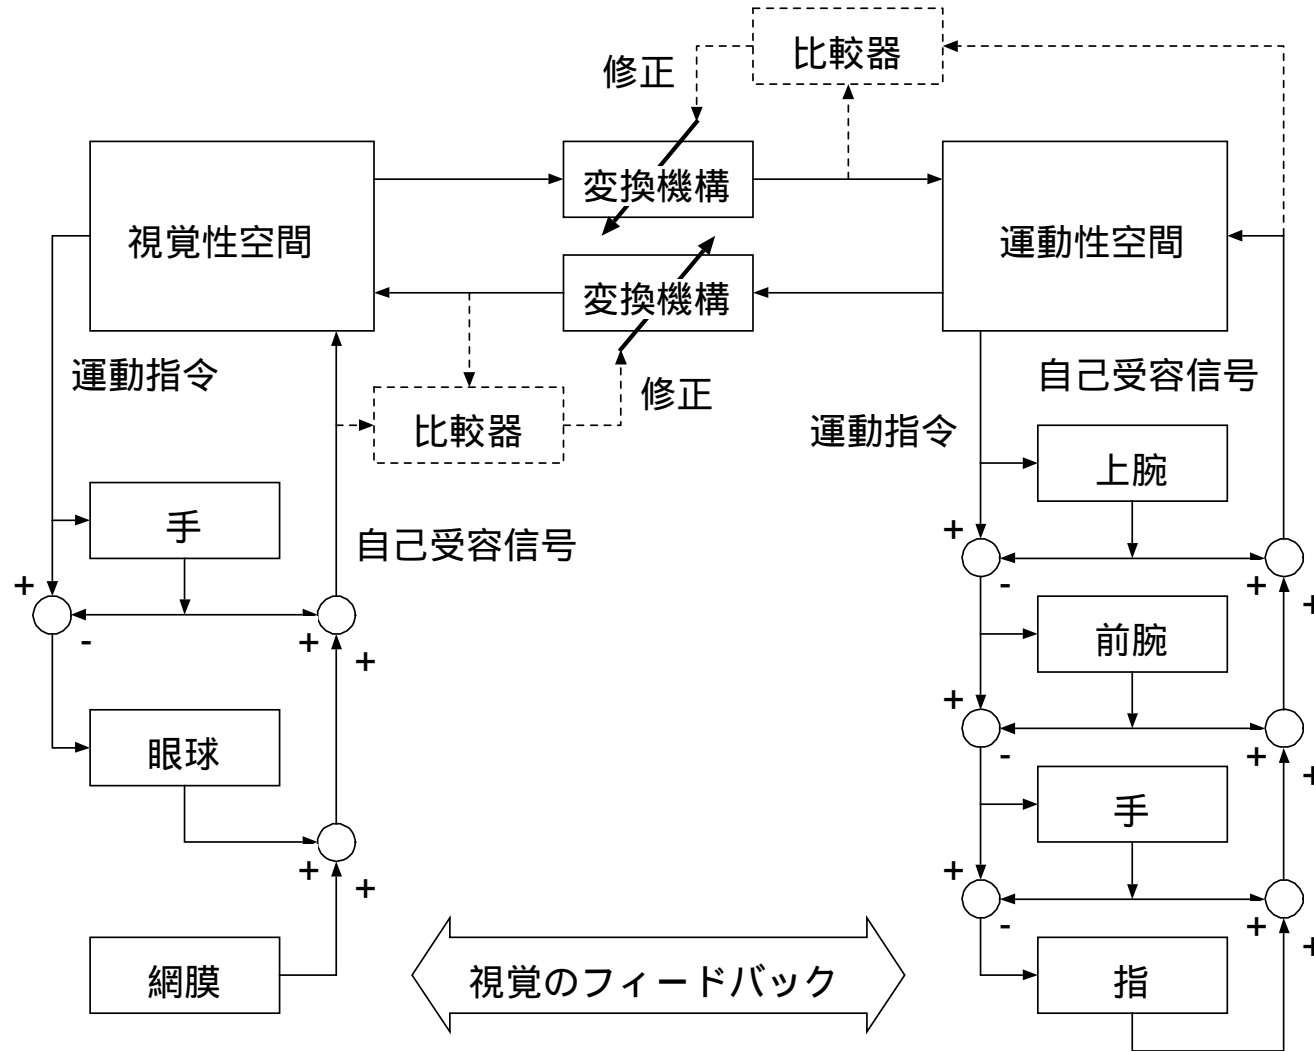 比較器
修正
変換機構
視覚性空間
運動性空間
変換機構
運動指令
自己受容信号
修正
比較器
運動指令
上腕
手
自己受容信号
+
-
+
+
+
-
+
+
前腕
眼球
+
-
+
+
手
+
+
+
-
+
+
網膜
視覚のフィードバック
指